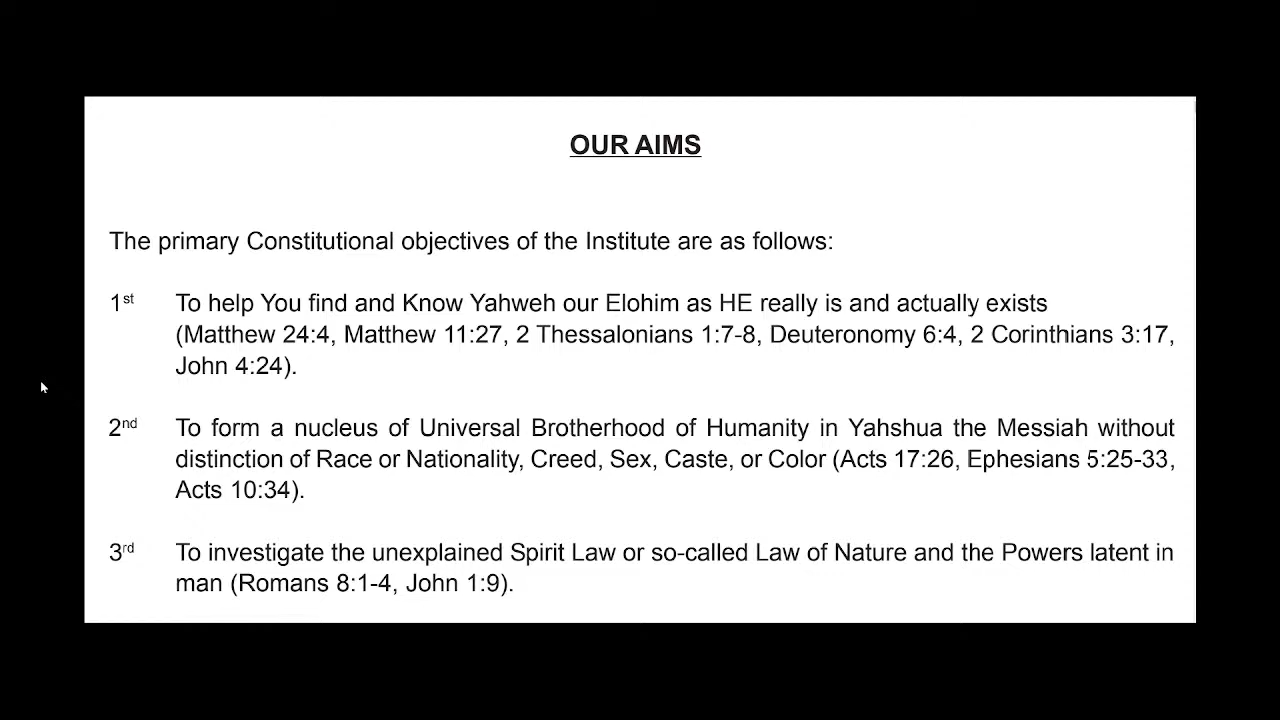 OUR AIMS
The primary Constitutional objectives of the Institute are as follows:
1st To help You find and Know Yahweh our Elohim as HE really is and actually exists
(Matthew 24:4, Matthew 11:27, 2 Thessalonians 1:7-8, Deuteronomy 6:4, 2 Corinthians 3:17,
John 4:24).
2nd To form a nucleus of Universal Brotherhood of Humanity in Yahshua the Messiah without
distinction of Race or Nationality, Creed, Sex, Caste, or Color (Acts 17:26, Ephesians 5:25-33,
Acts 10:34).
3rd To investigate the unexplained Spirit Law or so-called Law of Nature and the Powers latent in
man (Romans 8:1-4, John 1:9).